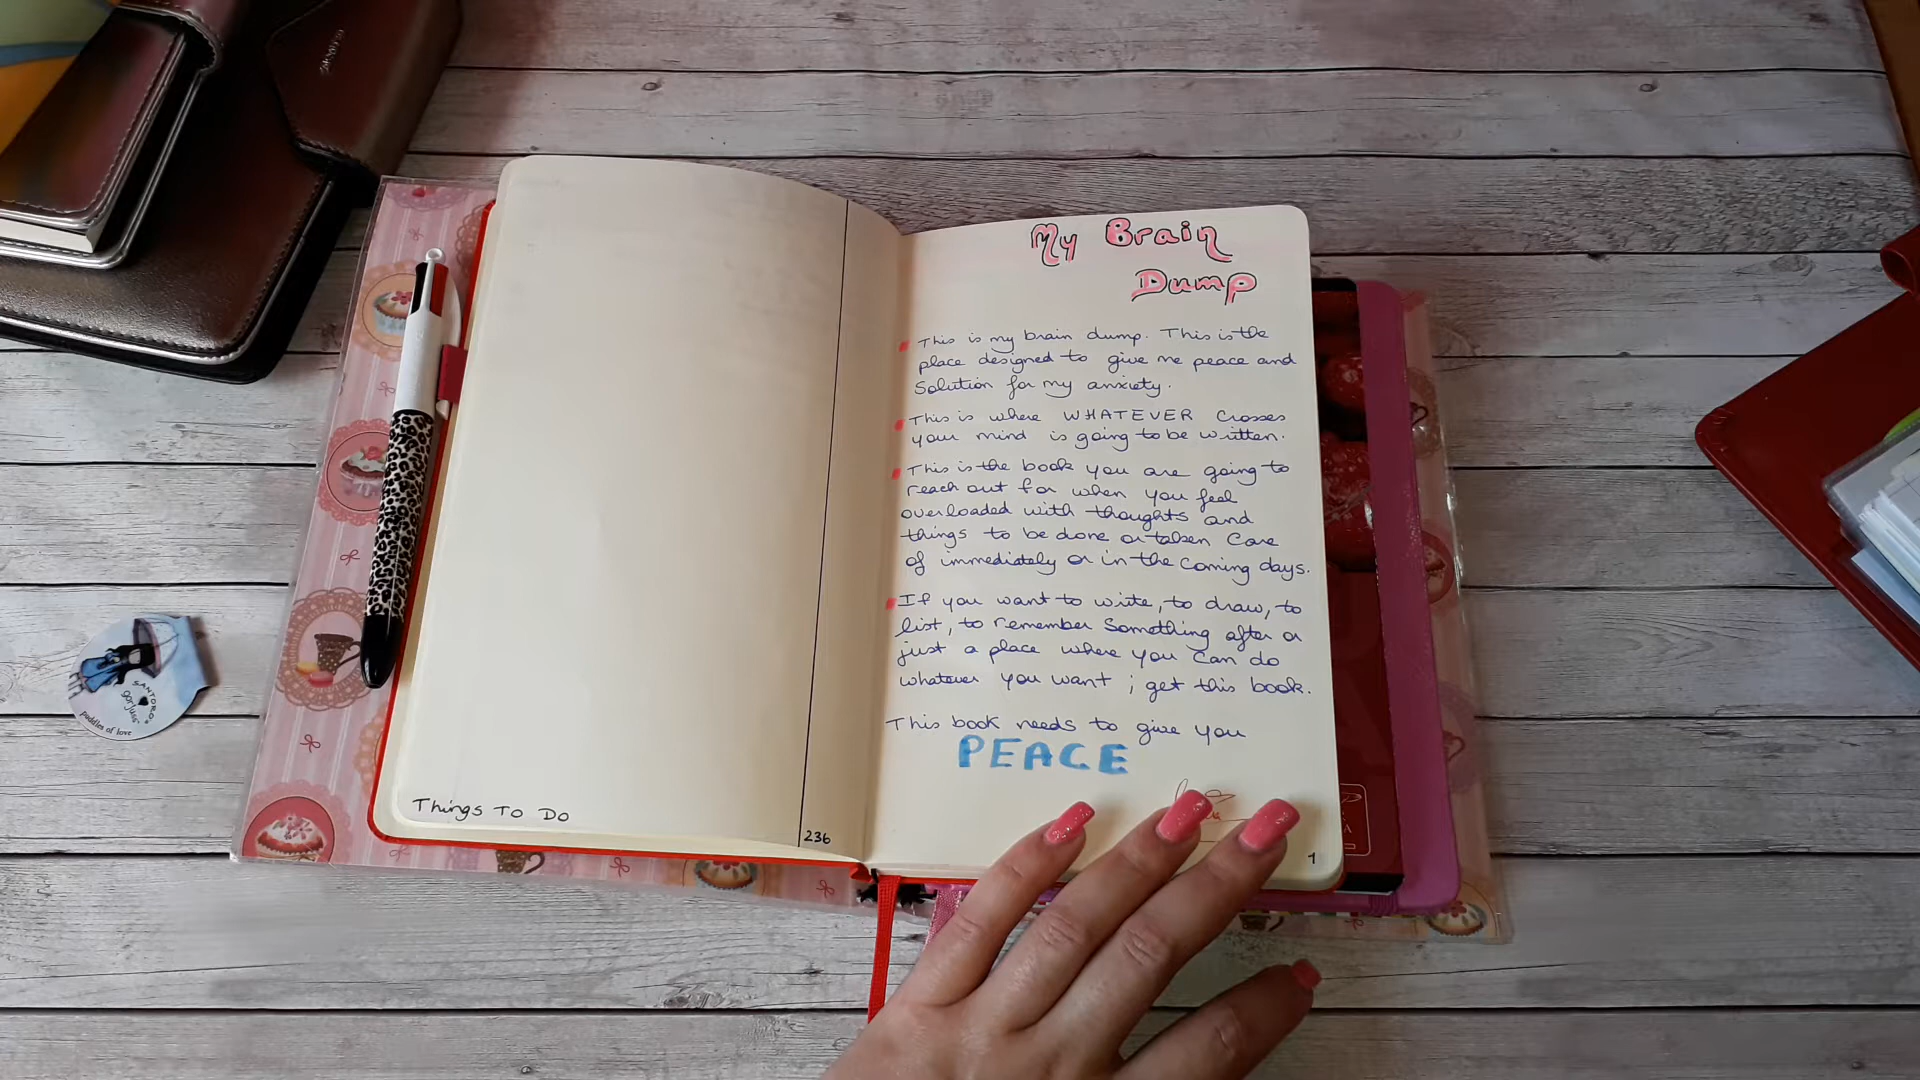 Things To Do
236
My Brain
Dump
This is my brain dump. This is the
place designed to give me peace and
Solution for my anxiety.
This is where WHATEVER crosses
your mind is going to be written.
This is the book you are going to
reach out for when you feel
overloaded with thoughts and
things to be done or taken care
of immediately or in the coming days.
If you want to write, to draw, to
list, to remember something after or
just a place where you can do
whatever you want ; get this book.
This book needs to give you
PEACE
1
SANTORO'S
gorjuss
puddles of love